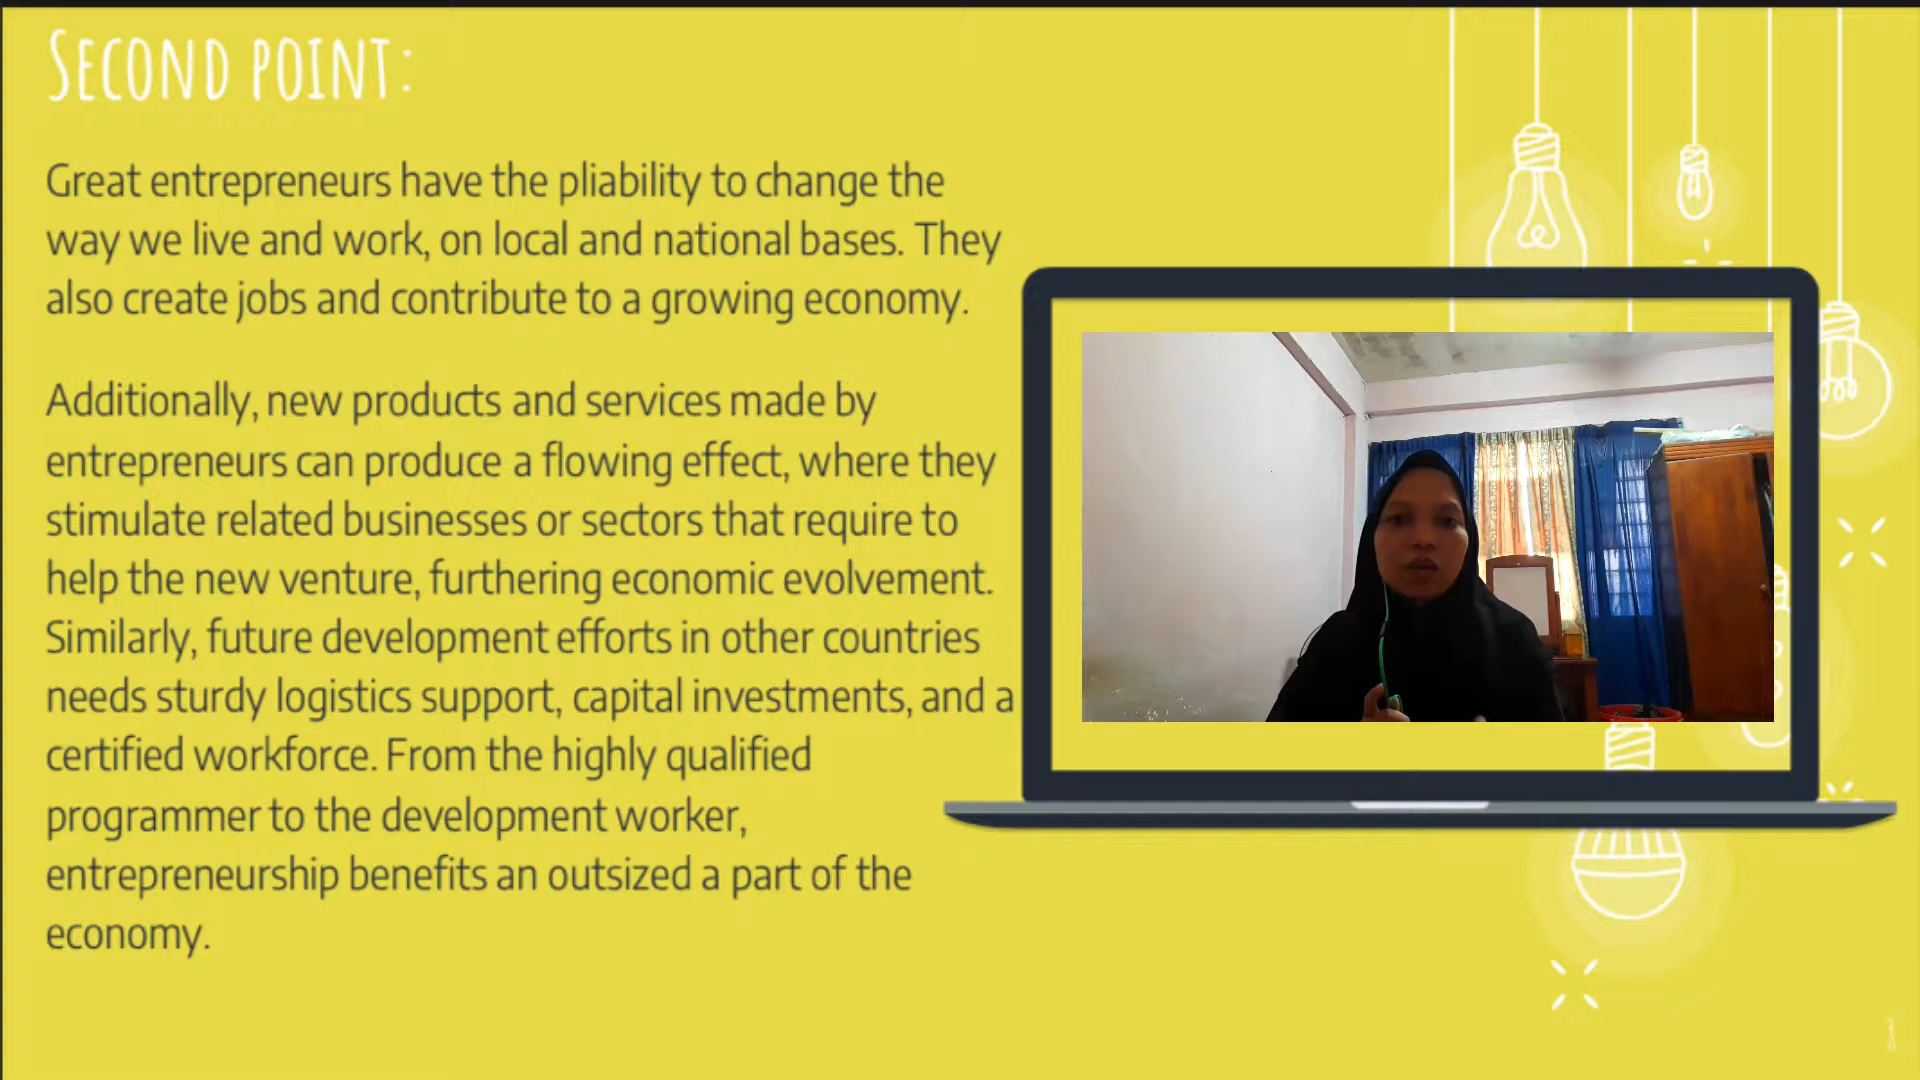 Second point:
Great entrepreneurs have the pliability to change the
way we live and work, on local and national bases. They
also create jobs and contribute to a growing economy.
Additionally, new products and services made by
entrepreneurs can produce a flowing effect, where they
stimulate related businesses or sectors that require to
help the new venture, furthering economic evolvement.
Similarly, future development efforts in other countries
needs sturdy logistics support, capital investments, and a
certified workforce. From the highly qualified
programmer to the development worker,
entrepreneurship benefits an outsized a part of the
economy.